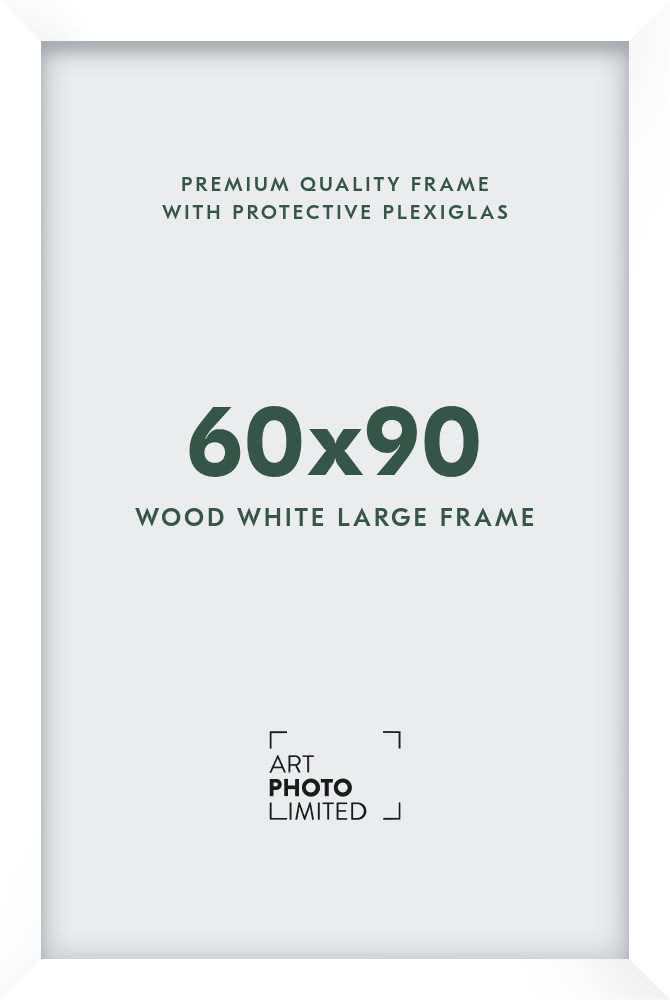 PREMIUM QUALITY FRAME
WITH PROTECTIVE PLEXIGLAS
60x90
WOOD WHITE LARGE FRAME
ART
PHOTO
LIMITED